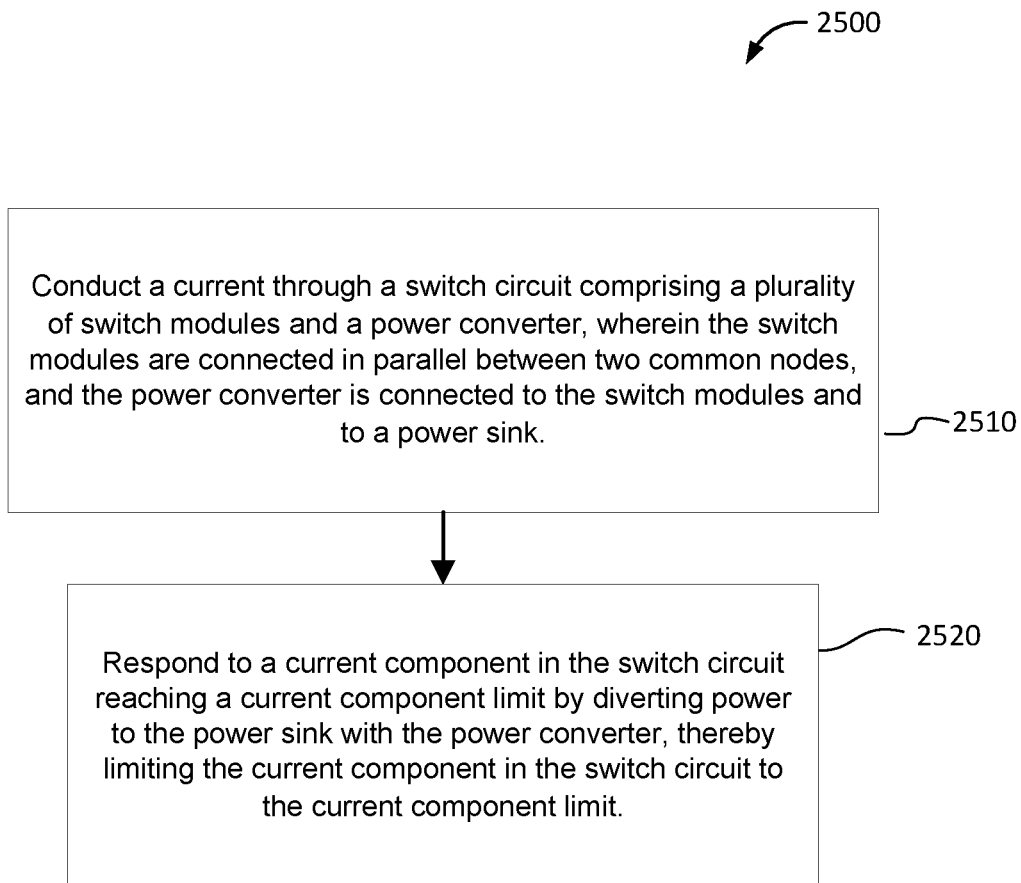 2500
Conduct a current through a switch circuit comprising a plurality
of switch modules and a power converter, wherein the switch
modules are connected in parallel between two common nodes,
and the power converter is connected to the switch modules and
to a power sink.
2510
Respond to a current component in the switch circuit
reaching a current component limit by diverting power
to the power sink with the power converter, thereby
limiting the current component in the switch circuit to
the current component limit.
2520